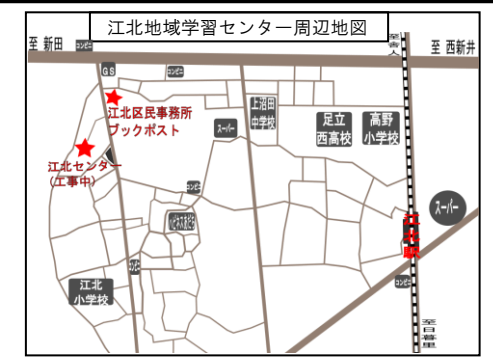 江北地域学習センター周辺地図
至 新田
コンビニ
至舎人
至 西新井
GS
コンビニ
江北区民事務所
ブックポスト
上沼田
中学校
足立
西高校
高野
小学校
スーパー
江北センター
(工事中)
コンビニ
スーパー
江北駅
コンビニ
江北
小学校
コンビニ
至日暮里